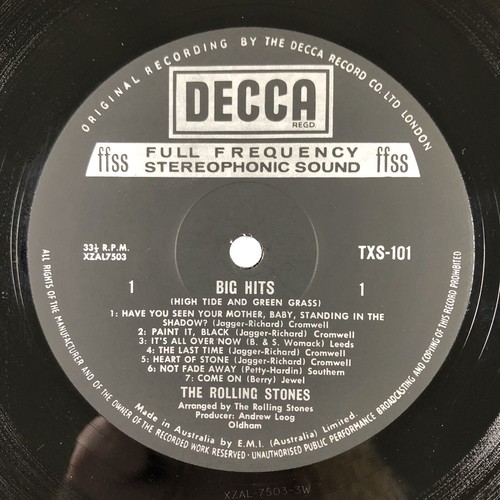 ORIGINAL RECORDING BY THE DECCA RECORD CO. LTD LONDON
DECCA
REGD.
ffss FULL FREQUENCY STEREOPHONIC SOUND ffss
33⅓ R.P.M.
XZAL7503
TXS-101
1 BIG HITS 1
(HIGH TIDE AND GREEN GRASS)
1: HAVE YOU SEEN YOUR MOTHER, BABY, STANDING IN THE
SHADOW? (Jagger-Richard) Cromwell
2: PAINT IT, BLACK (Jagger-Richard) Cromwell
3: IT'S ALL OVER NOW (B. & S. Womack) Leeds
4: THE LAST TIME (Jagger-Richard) Cromwell
5: HEART OF STONE (Jagger-Richard) Cromwell
6: NOT FADE AWAY (Petty-Hardin) Southern
7: COME ON (Berry) Jewel
THE ROLLING STONES
Arranged by The Rolling Stones
Producer: Andrew Loog
Oldham
Made in Australia by E.M.I. (Australia) Limited.
ALL RIGHTS OF THE MANUFACTURER AND OF THE OWNER OF THE RECORDED WORK RESERVED · UNAUTHORISED PUBLIC PERFORMANCE BROADCASTING AND COPYING OF THIS RECORD PROHIBITED
XZAL-7503-3W